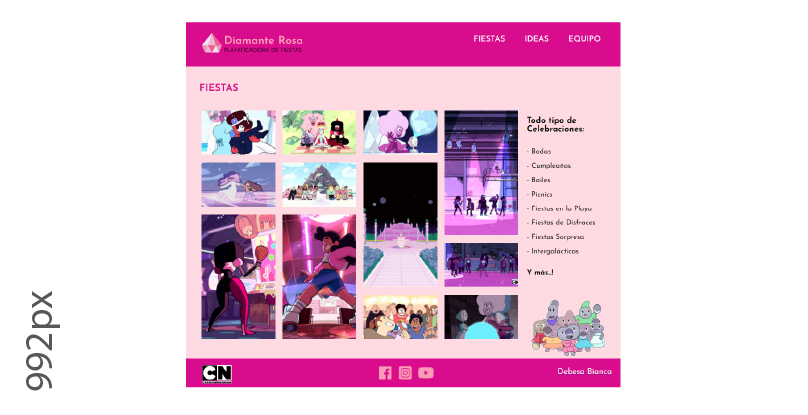 Diamante Rosa
PLANIFICADORA DE FIESTAS
FIESTAS
IDEAS
EQUIPO
FIESTAS
Todo tipo de
Celebraciones:
- Bodas
- Cumpleaños
- Bailes
- Picnics
- Fiestas en la Playa
- Fiestas de Disfraces
- Fiestas Sorpresa
- Intergalácticas
Y más..!
992px
CN
Debesa Bianca